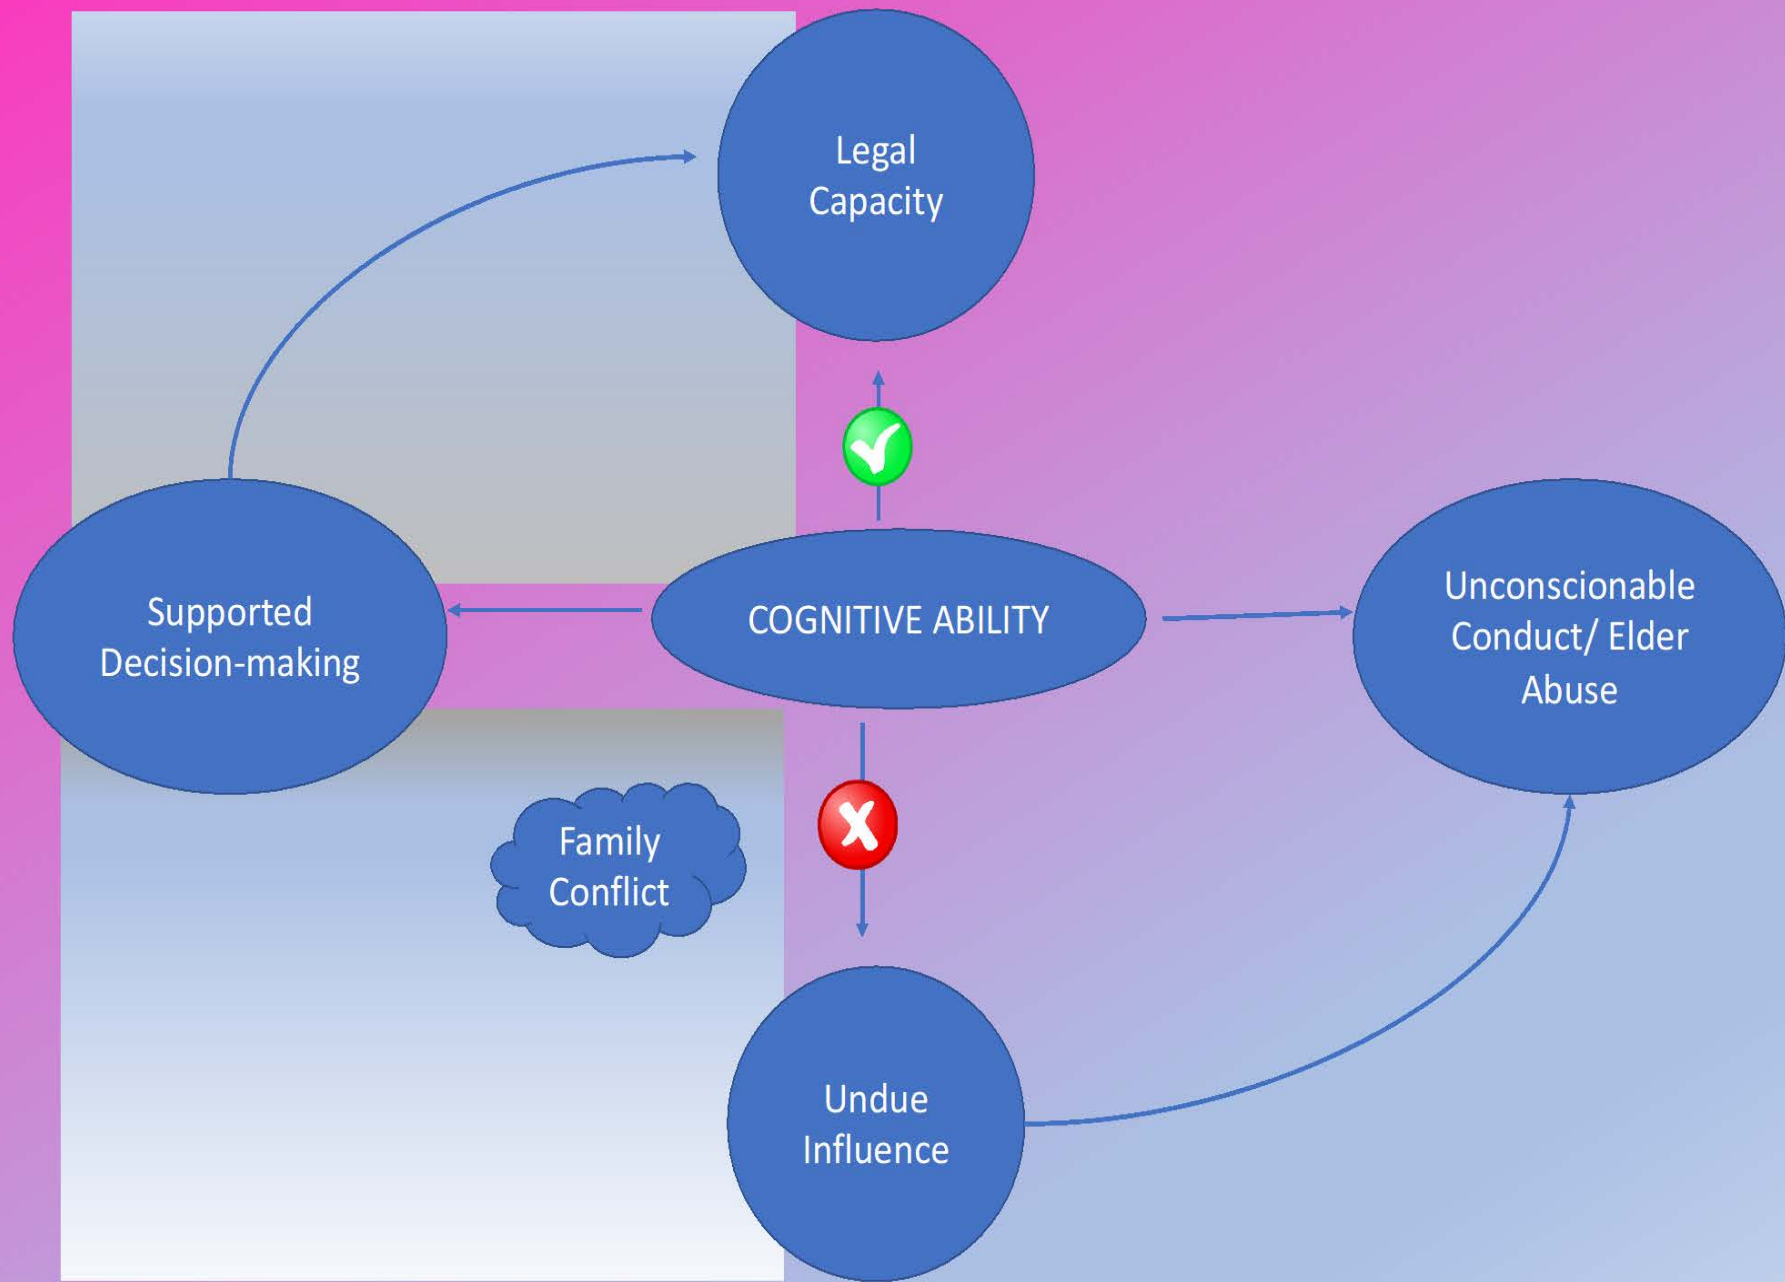 Legal
Capacity
Supported
Decision-making
COGNITIVE ABILITY
Unconscionable
Conduct/ Elder
Abuse
Family
Conflict
Undue
Influence